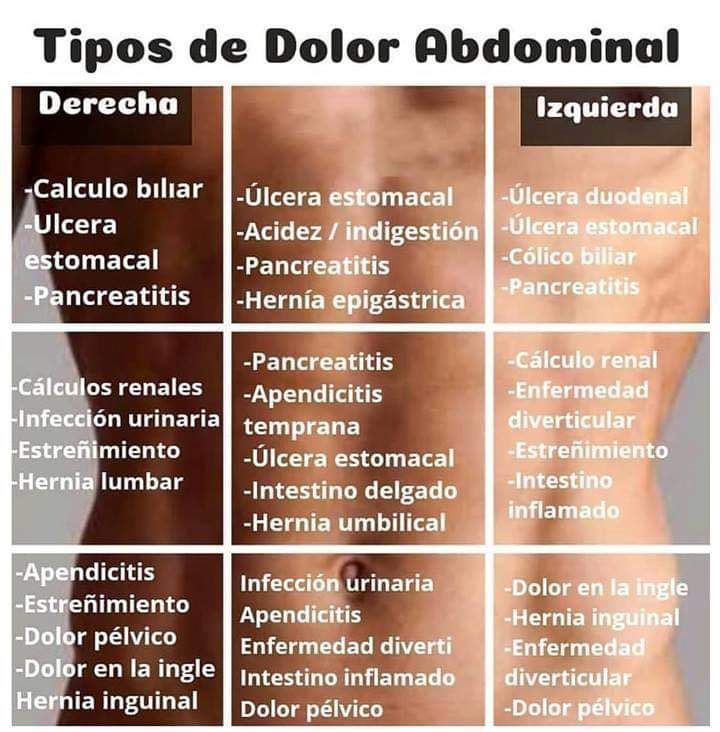 Tipos de Dolor Abdominal
Derecha
-Calculo bılıar
-Ulcera
estomacal
-Pancreatitis
-Úlcera estomacal
-Acidez / indigestión
-Pancreatitis
-Hernía epigástrica
Izquierda
-Úlcera duodenal
-Úlcera estomacal
-Cólico biliar
-Pancreatitis
-Cálculos renales
-Infección urinaria
-Estreñimiento
-Hernia lumbar
-Pancreatitis
-Apendicitis
temprana
-Úlcera estomacal
-Intestino delgado
-Hernia umbilical
-Cálculo renal
-Enfermedad
diverticular
-Estreñimiento
-Intestino
inflamado
-Apendicitis
-Estreñimiento
-Dolor pélvico
-Dolor en la ingle
Hernia inguinal
Infección urinaria
Apendicitis
Enfermedad diverti
Intestino inflamado
Dolor pélvico
-Dolor en la ingle
-Hernia inguinal
-Enfermedad
diverticular
-Dolor pélvico